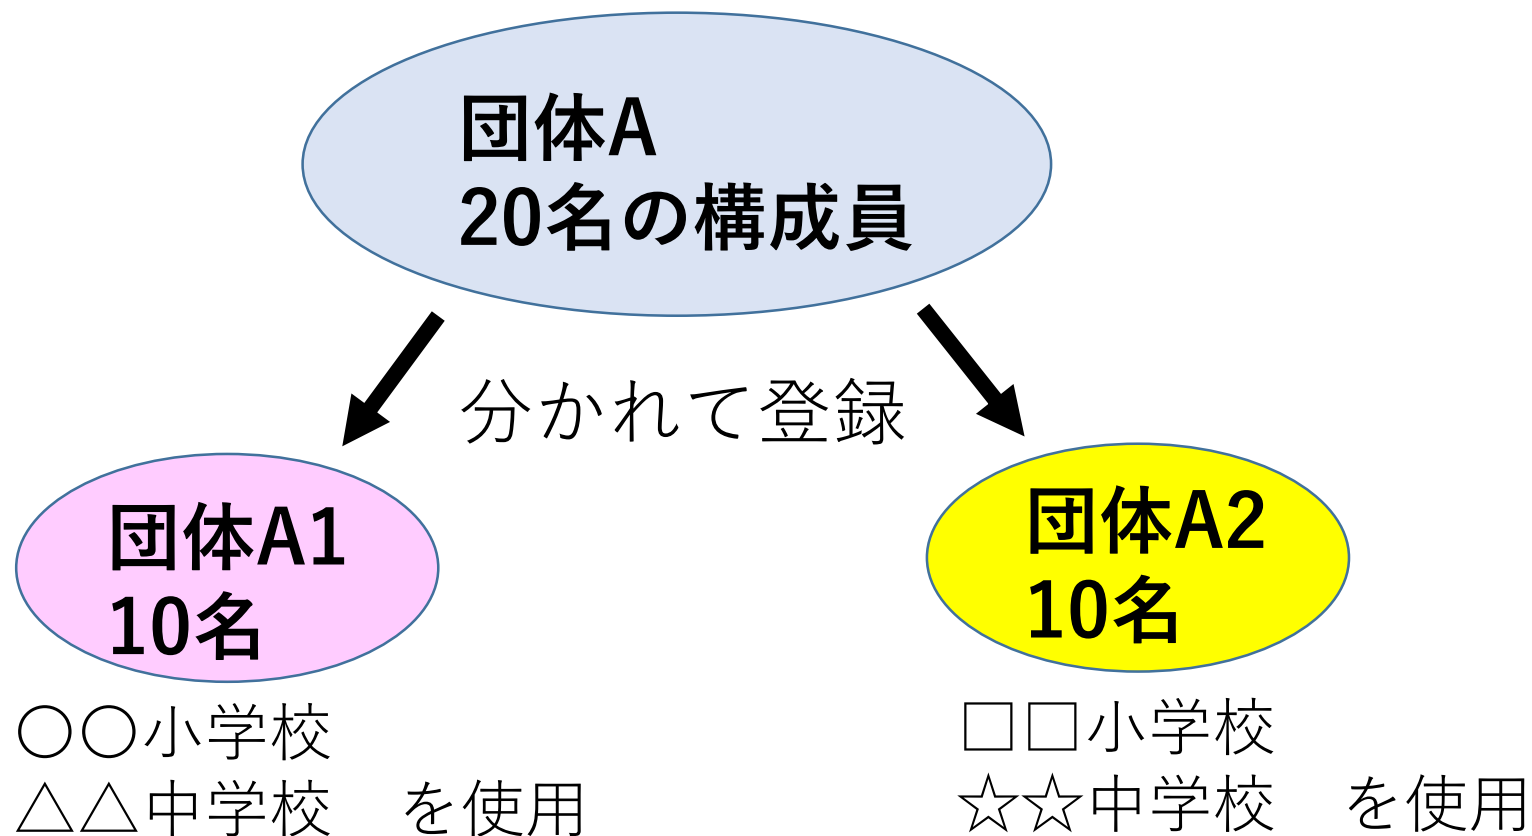 団体A
20名の構成員
分かれて登録
団体A1
10名
〇〇小学校
△△中学校　を使用
団体A2
10名
□□小学校
☆☆中学校　を使用